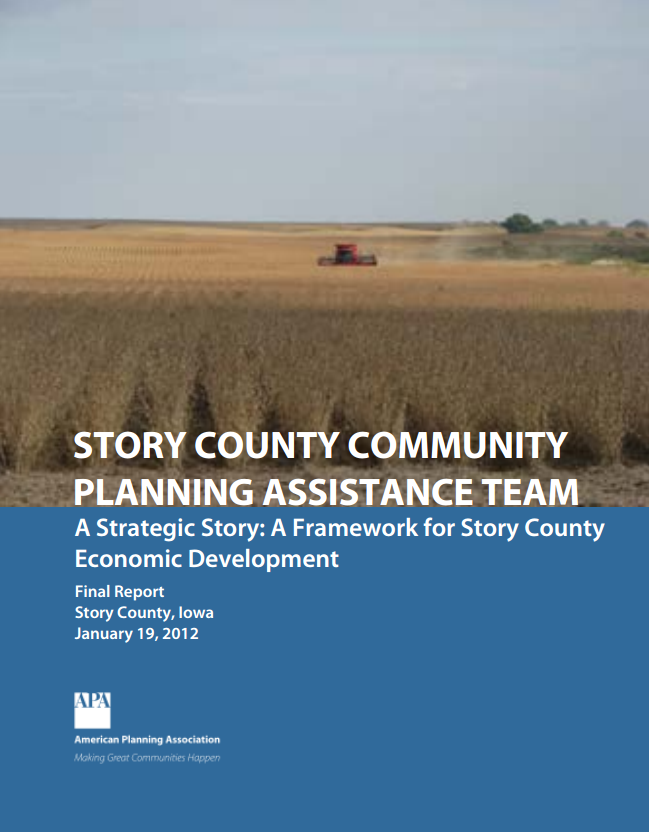 STORY COUNTY COMMUNITY
PLANNING ASSISTANCE TEAM
A Strategic Story: A Framework for Story County
Economic Development
Final Report
Story County, Iowa
January 19, 2012
APA
American Planning Association
Making Great Communities Happen